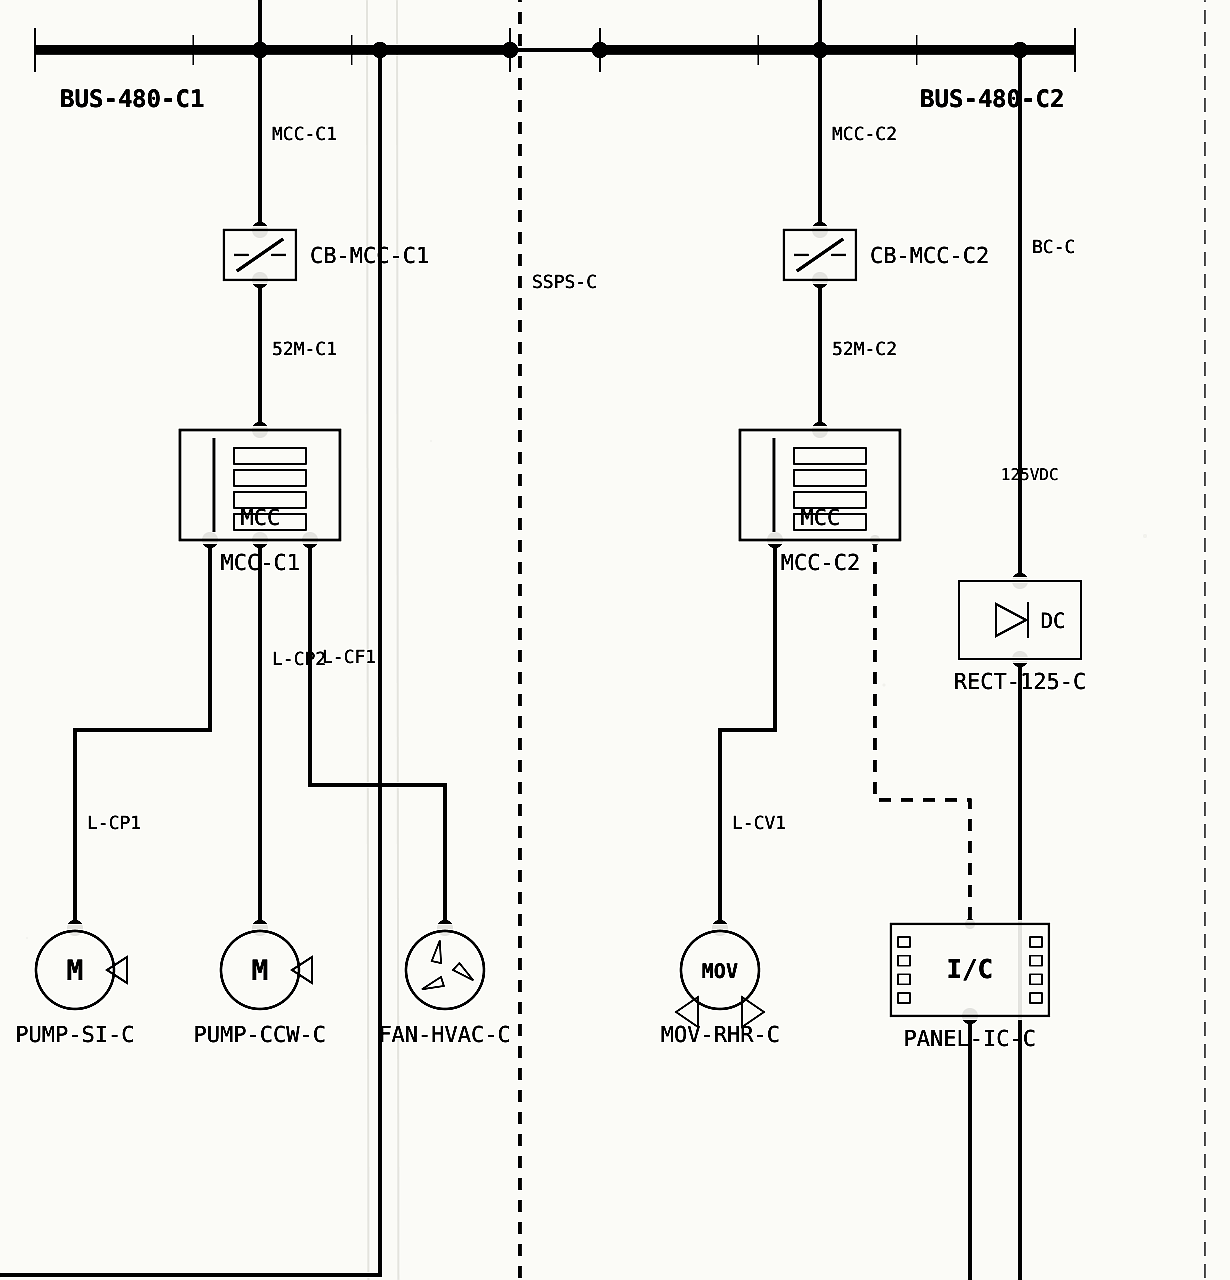 BUS-480-C1
BUS-480-C2
MCC-C1
MCC-C2
CB-MCC-C1
SSPS-C
CB-MCC-C2
BC-C
52M-C1
52M-C2
125VDC
MCC
MCC
MCC-C1
MCC-C2
DC
RECT-125-C
L-CP2
L-CF1
L-CP1
L-CV1
M
M
MOV
I/C
PUMP-SI-C
PUMP-CCW-C
FAN-HVAC-C
MOV-RHR-C
PANEL-IC-C